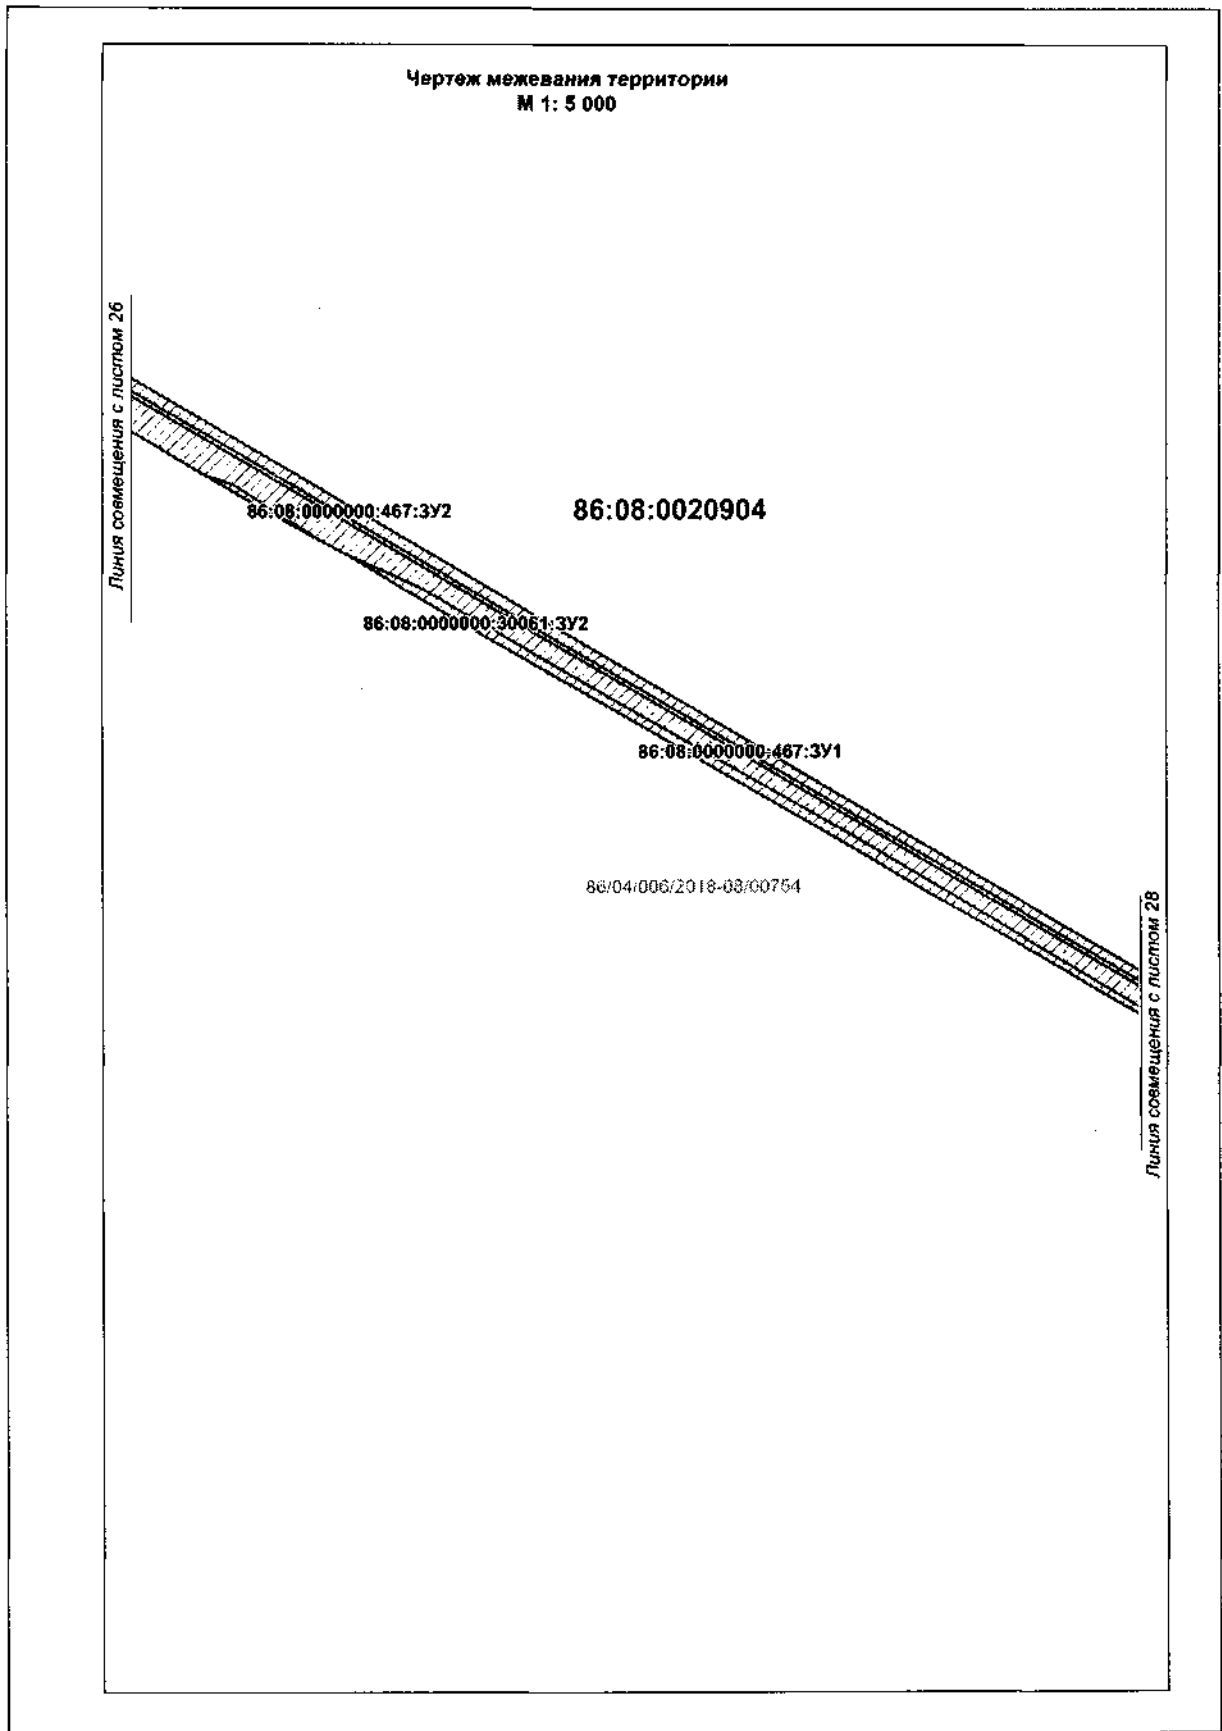 Чертеж межевания территории
М 1: 5 000
Линия совмещения с листом 26
86:08:0000000:467:ЗУ2
86:08:0020904
86:08:0000000:30061:ЗУ2
86:08:0000000:467:ЗУ1
86/04/006/2018-08/00754
Линия совмещения с листом 28